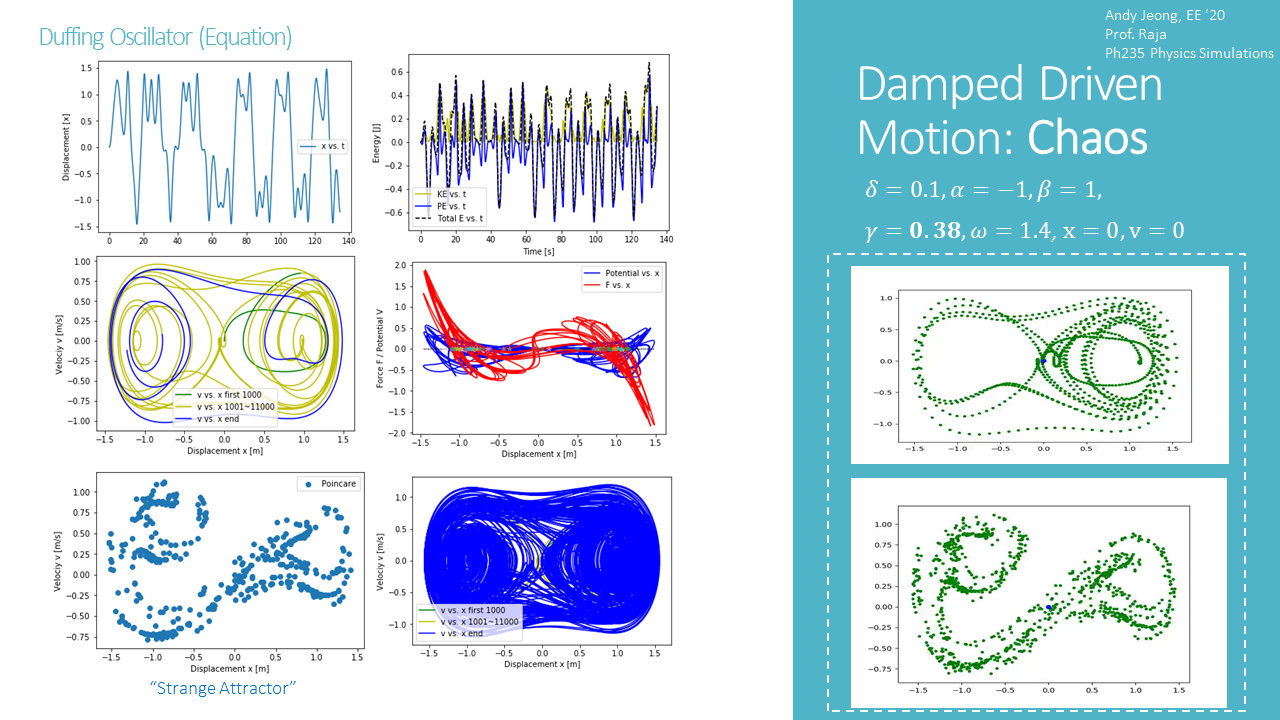 Duffing Oscillator (Equation)
1.5
1.0
0.5
0.0
−0.5
−1.0
−1.5
Displacement [x]
x vs. t
0 20 40 60 80 100 120 140
0.6
0.4
0.2
0.0
−0.2
−0.4
−0.6
Energy [J]
KE vs. t
PE vs. t
Total E vs. t
0 20 40 60 80 100 120 140
Time [s]
1.00
0.75
0.50
0.25
0.00
−0.25
−0.50
−0.75
−1.00
Velociy v [m/s]
v vs. x first 1000
v vs. x 1001~11000
v vs. x end
−1.5 −1.0 −0.5 0.0 0.5 1.0 1.5
Displacement x [m]
2.0
1.5
1.0
0.5
0.0
−0.5
−1.0
−1.5
−2.0
Force F / Potential V
Potential vs. x
F vs. x
−1.5 −1.0 −0.5 0.0 0.5 1.0 1.5
Displacement x [m]
1.00
0.75
0.50
0.25
0.00
−0.25
−0.50
−0.75
Velociy v [m/s]
Poincare
−1.5 −1.0 −0.5 0.0 0.5 1.0 1.5
Displacement x [m]
“Strange Attractor”
1.0
0.5
0.0
−0.5
−1.0
Velociy v [m/s]
v vs. x first 1000
v vs. x 1001~11000
v vs. x end
−1.5 −1.0 −0.5 0.0 0.5 1.0 1.5
Displacement x [m]
Andy Jeong, EE ’20
Prof. Raja
Ph235 Physics Simulations
Damped Driven
Motion: Chaos
δ = 0.1, α = −1, β = 1,
γ = 0.38, ω = 1.4, x = 0, v = 0
1.0
0.5
0.0
−0.5
−1.0
−1.5 −1.0 −0.5 0.0 0.5 1.0 1.5
1.00
0.75
0.50
0.25
0.00
−0.25
−0.50
−0.75
−1.5 −1.0 −0.5 0.0 0.5 1.0 1.5